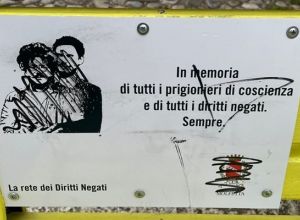 In memoria
di tutti i prigionieri di coscienza
e di tutti i diritti negati.
Sempre.
La rete dei Diritti Negati